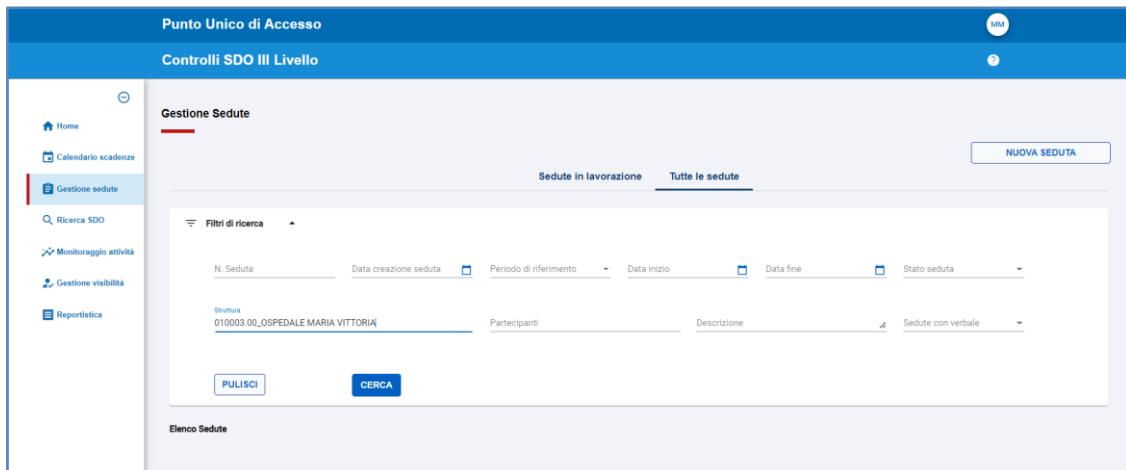 Punto Unico di Accesso
MM
Controlli SDO III Livello
?
Home
Calendario scadenze
Gestione sedute
Ricerca SDO
Monitoraggio attività
Gestione visibilità
Reportistica
Gestione Sedute
NUOVA SEDUTA
Sedute in lavorazione Tutte le sedute
Filtri di ricerca
N. Seduta Data creazione seduta Periodo di riferimento Data inizio Data fine Stato seduta
Struttura
010003.00_OSPEDALE MARIA VITTORIA Partecipanti Descrizione Sedute con verbale
PULISCI CERCA
Elenco Sedute